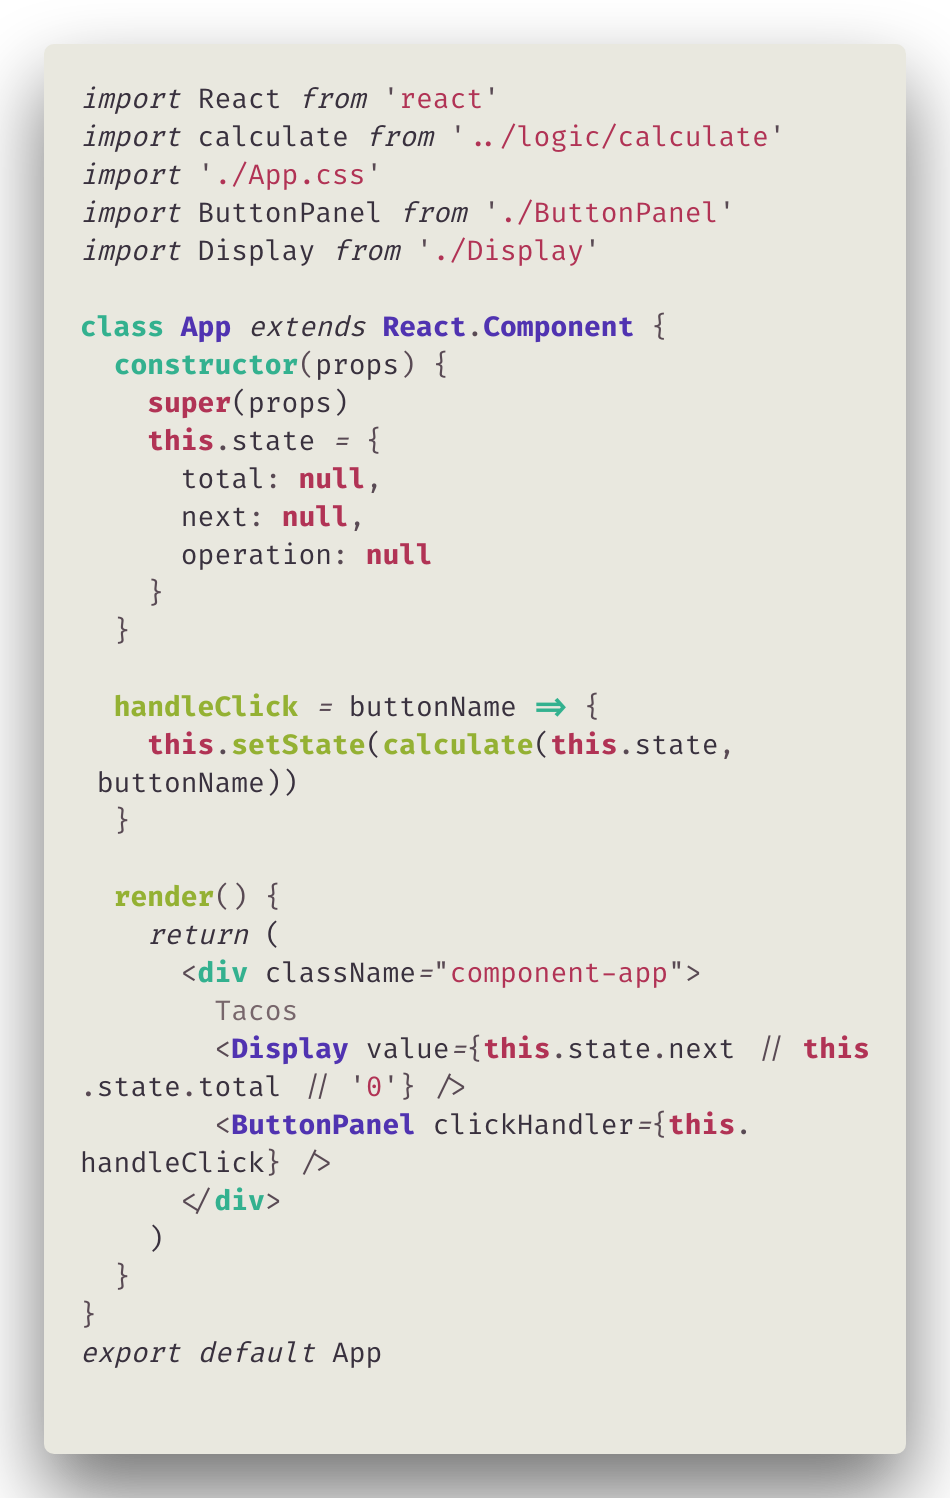 import React from 'react'
import calculate from '../logic/calculate'
import './App.css'
import ButtonPanel from './ButtonPanel'
import Display from './Display'

class App extends React.Component {
  constructor(props) {
    super(props)
    this.state = {
      total: null,
      next: null,
      operation: null
    }
  }

  handleClick = buttonName => {
    this.setState(calculate(this.state,
 buttonName))
  }

  render() {
    return (
      <div className="component-app">
        Tacos
        <Display value={this.state.next || this
.state.total || '0'} />
        <ButtonPanel clickHandler={this.
handleClick} />
      </div>
    )
  }
}
export default App